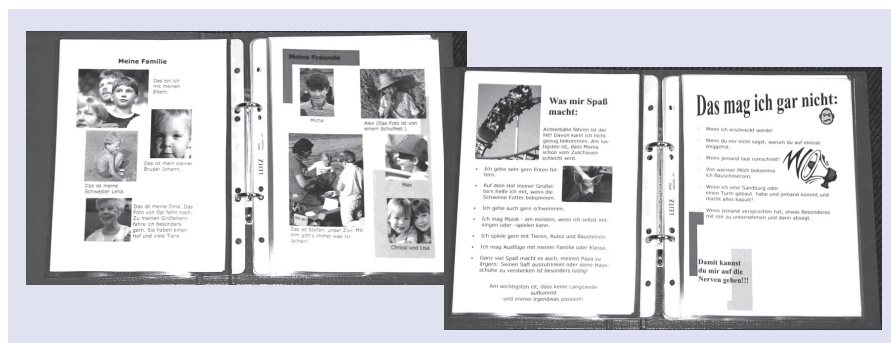 Meine Familie
Das bin ich
mit meinen
Eltern.
Das ist mein kleiner
Bruder Johann.
Das ist meine
Schwester Lena.
Das ist meine Oma. Das
Foto von Opi fehlt noch.
Zu meinen Großeltern
fahre ich besonders
gern. Sie haben einen
Hof und viele Tiere.
Meine Freunde
Micha
Alex (Das Foto ist von
einem Schulfest.)
Max
Das ist Stefan, unser Zivi. Mit
ihm gibt's immer was zu
lachen!
Chrissi und Lisa
LEITZ
Was mir Spaß
macht:
Achterbahn fahren ist der
Hit! Davon kann ich nicht
genug bekommen. Am lus-
tigsten ist, dass Mama
schon vom Zuschauen
schlecht wird.
• Ich gehe sehr gern Enten füt-
tern.
• Auf dem Hof meiner Großel-
tern helfe ich mit, wenn die
Schweine Futter bekommen.
• Ich gehe auch gern schwimmen.
• Ich mag Musik - am meisten, wenn ich selbst mit-
singen oder -spielen kann.
• Ich spiele gern mit Tieren, Autos und Bausteinen.
• Ich mag Ausflüge mit meiner Familie oder Klasse.
• Ganz viel Spaß macht es auch, meinen Papa zu
ärgern: Seinen Saft auszutrinken oder seine Haus-
schuhe zu verstecken ist besonders lustig!
Am wichtigsten ist, dass keine Langeweile
aufkommt
und immer irgendwas passiert!
LEITZ
Das mag ich gar nicht:
Wenn ich erschreckt werde!
Wenn du mir nicht sagst, warum du auf einmal
weggehst.
Wenn jemand laut rumschreit!
Von warmer Milch bekomme
ich Bauschmerzen.
Wenn ich eine Sandburg oder
einen Turm gebaut habe und jemand kommt und
macht alles kaputt!
Wenn jemand versprochen hat, etwas Besonderes
mit mir zu unternehmen und dann absagt.
Damit kannst
du mir auf die
Nerven gehen!!!